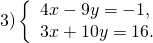 3) { 4x − 9y = −1,
3x + 10y = 16.